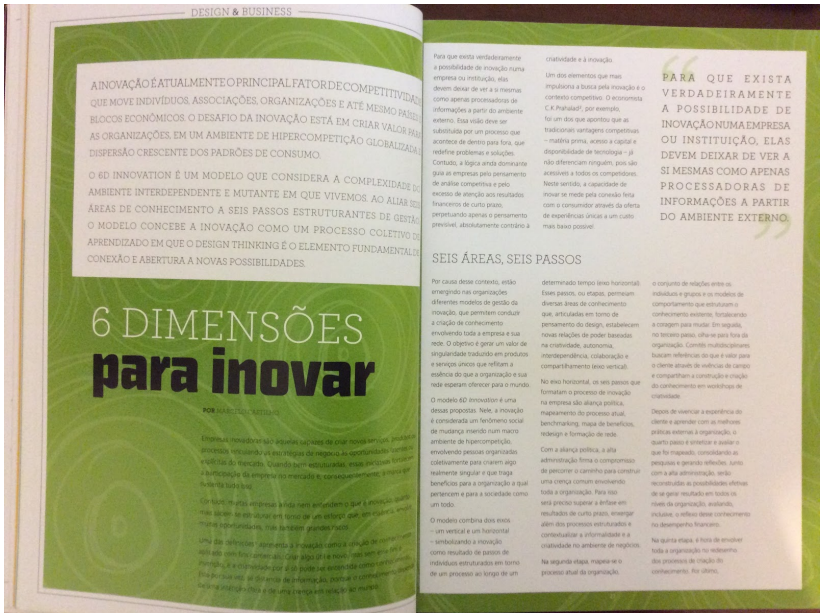 DESIGN & BUSINESS
A INOVAÇÃO É ATUALMENTE O PRINCIPAL FATOR DE COMPETITIVIDADE
QUE MOVE INDIVÍDUOS, ASSOCIAÇÕES, ORGANIZAÇÕES E ATÉ MESMO PAÍSES
BLOCOS ECONÔMICOS. O DESAFIO DA INOVAÇÃO ESTÁ EM CRIAR VALOR PARA
AS ORGANIZAÇÕES, EM UM AMBIENTE DE HIPERCOMPETIÇÃO GLOBALIZADA
DISPERSÃO CRESCENTE DOS PADRÕES DE CONSUMO.
O 6D INNOVATION É UM MODELO QUE CONSIDERA A COMPLEXIDADE DO
AMBIENTE INTERDEPENDENTE E MUTANTE EM QUE VIVEMOS. AO ALIAR SEIS
ÁREAS DE CONHECIMENTO A SEIS PASSOS ESTRUTURANTES DE GESTÃO,
O MODELO CONCEBE A INOVAÇÃO COMO UM PROCESSO COLETIVO DE
APRENDIZADO EM QUE O DESIGN THINKING É O ELEMENTO FUNDAMENTAL DE
CONEXÃO E ABERTURA A NOVAS POSSIBILIDADES.
6 DIMENSÕES
para inovar
POR
Empresas inovadoras são aquelas capazes de criar novos serviços, produtos
Para que exista verdadeiramente
a possibilidade de inovação numa
empresa ou instituição, elas
devem deixar de ver a si mesmas
como apenas processadoras de
informações a partir do ambiente
externo. Essa visão deve ser
substituída por um processo que
acontece de dentro para fora, que
redefine problemas e soluções.
Contudo, a lógica ainda dominante
guia as empresas pelo pensamento
de análise competitiva e pelo
excesso de atenção aos resultados
financeiros de curto prazo,
perpetuando apenas o pensamento
previsível, absolutamente contrário à
criatividade e à inovação.
Um dos elementos que mais
impulsiona a busca pela inovação é o
contexto competitivo. O economista
C.K.Prahalad², por exemplo,
foi um dos que apontou que as
tradicionais vantagens competitivas
– matéria prima, acesso a capital e
disponibilidade de tecnologia – já
não diferenciam ninguém, pois são
acessíveis a todos os competidores.
Neste sentido, a capacidade de
inovar se mede pela conexão feita
com o consumidor através da oferta
de experiências únicas a um custo
mais baixo possível.
“
PARA QUE EXISTA
VERDADEIRAMENTE
A POSSIBILIDADE DE
INOVAÇÃO NUMA EMPRESA
OU INSTITUIÇÃO, ELAS
DEVEM DEIXAR DE VER A
SI MESMAS COMO APENAS
PROCESSADORAS DE
INFORMAÇÕES A PARTIR
DO AMBIENTE EXTERNO.
”
SEIS ÁREAS, SEIS PASSOS
Por causa desse contexto, estão
emergindo nas organizações
diferentes modelos de gestão da
inovação, que permitem conduzir
a criação de conhecimento
envolvendo toda a empresa e sua
rede. O objetivo é gerar um valor de
singularidade traduzido em produtos
e serviços únicos que reflitam a
essência do que a organização e sua
rede esperam oferecer para o mundo.
O modelo 6D Innovation é uma
dessas propostas. Nele, a inovação
é considerada um fenômeno social
de mudança inserido num macro
ambiente de hipercompetição,
envolvendo pessoas organizadas
coletivamente para criarem algo
realmente singular e que traga
benefícios para a organização a qual
pertencem e para a sociedade como
um todo.
O modelo combina dois eixos
– um vertical e um horizontal
– simbolizando a inovação
como resultado de passos de
indivíduos estruturados em torno
de um processo ao longo de um
determinado tempo (eixo horizontal).
Esses passos, ou etapas, permeiam
diversas áreas de conhecimento
que, articuladas em torno de
pensamento do design, estabelecem
novas relações de poder baseadas
na criatividade, autonomia,
interdependência, colaboração e
compartilhamento (eixo vertical).
No eixo horizontal, os seis passos que
formatam o processo de inovação
na empresa são aliança política,
mapeamento do processo atual,
benchmarking, mapa de benefícios,
redesign e formação de rede.
Com a aliança política, a alta
administração firma o compromisso
de percorrer o caminho para construir
uma crença comum envolvendo
toda a organização. Para isso
será preciso superar a ênfase em
resultados de curto prazo, enxergar
além dos processos estruturados e
contextualizar a informalidade e a
criatividade no ambiente de negócios.
Na segunda etapa, mapeia-se o
processo atual da organização,
o conjunto de relações entre os
indivíduos e grupos e os modelos de
comportamento que estruturam o
conhecimento existente, fortalecendo
a coragem para mudar. Em seguida,
no terceiro passo, olha-se para fora da
organização. Comitês multidisciplinares
buscam referências do que é valor para
o cliente através de vivências de campo
e compartilham a construção e criação
do conhecimento em workshops de
criatividade.
Depois de vivenciar a experiência do
cliente e aprender com as melhores
práticas externas à organização, o
quarto passo é sintetizar e avaliar o
que foi mapeado, consolidando as
pesquisas e gerando reflexões. Junto
com a alta administração, serão
reconstruídas as possibilidades efetivas
de se gerar resultado em todos os
níveis da organização, avaliando,
inclusive, o reflexo deste conhecimento
no desempenho financeiro.
Na quinta etapa, é hora de envolver
toda a organização no redesenho
dos processos de criação do
conhecimento. Por último,